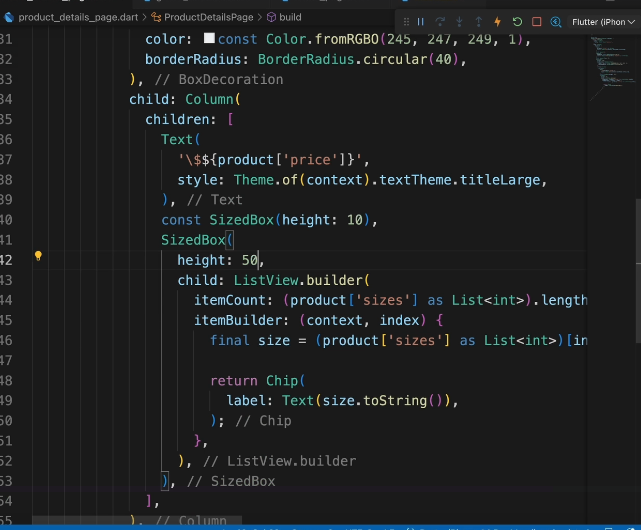 product_details_page.dart > ProductDetailsPage > build
Flutter (iPhon
31 color: const Color.fromRGBO(245, 247, 249, 1),
32 borderRadius: BorderRadius.circular(40),
33 ), // BoxDecoration
34 child: Column(
35 children: [
36 Text(
37 '\$${product['price']}',
38 style: Theme.of(context).textTheme.titleLarge,
39 ), // Text
40 const SizedBox(height: 10),
41 SizedBox(
42 height: 50,
43 child: ListView.builder(
44 itemCount: (product['sizes'] as List<int>).length
45 itemBuilder: (context, index) {
46 final size = (product['sizes'] as List<int>)[in
47
48 return Chip(
49 label: Text(size.toString()),
50 ); // Chip
51 },
52 ), // ListView.builder
53 ), // SizedBox
54 ],
55 ), // Column